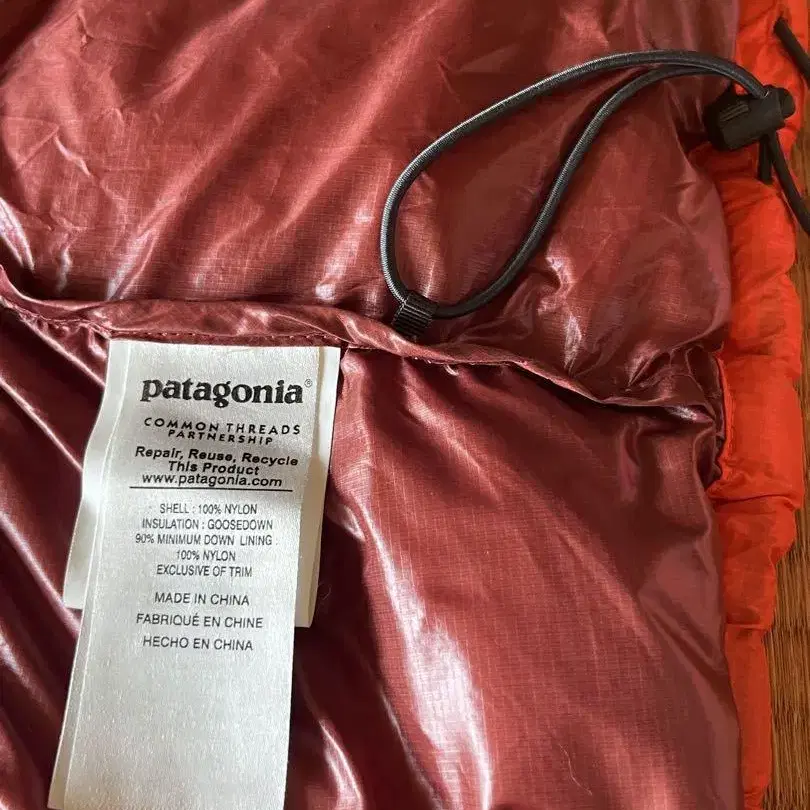 patagonia®
COMMON THREADS
PARTNERSHIP
Repair, Reuse, Recycle
This Product
www.patagonia.com
SHELL : 100% NYLON
INSULATION : GOOSEDOWN
90% MINIMUM DOWN LINING :
100% NYLON
EXCLUSIVE OF TRIM
MADE IN CHINA
FABRIQUÉ EN CHINE
HECHO EN CHINA